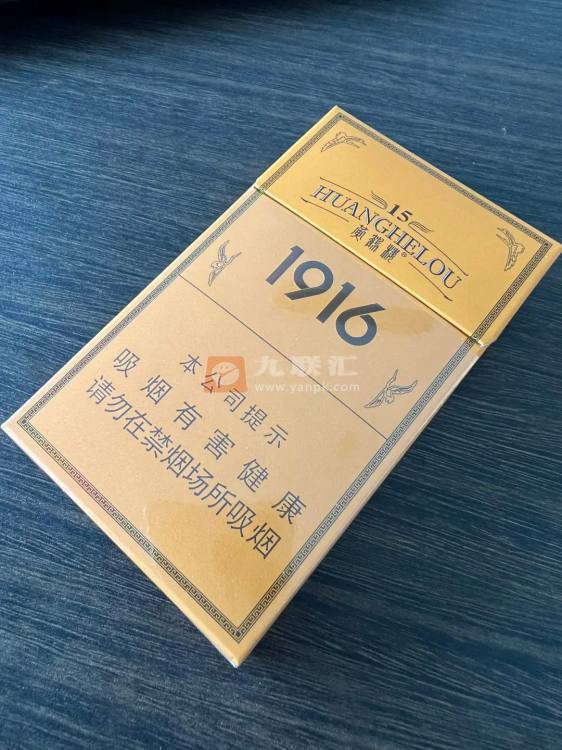 15
HUANGHELOU
黄鹤楼®
1916
九联汇
www.yanpk.com
本公司提示
吸烟有害健康
请勿在禁烟场所吸烟